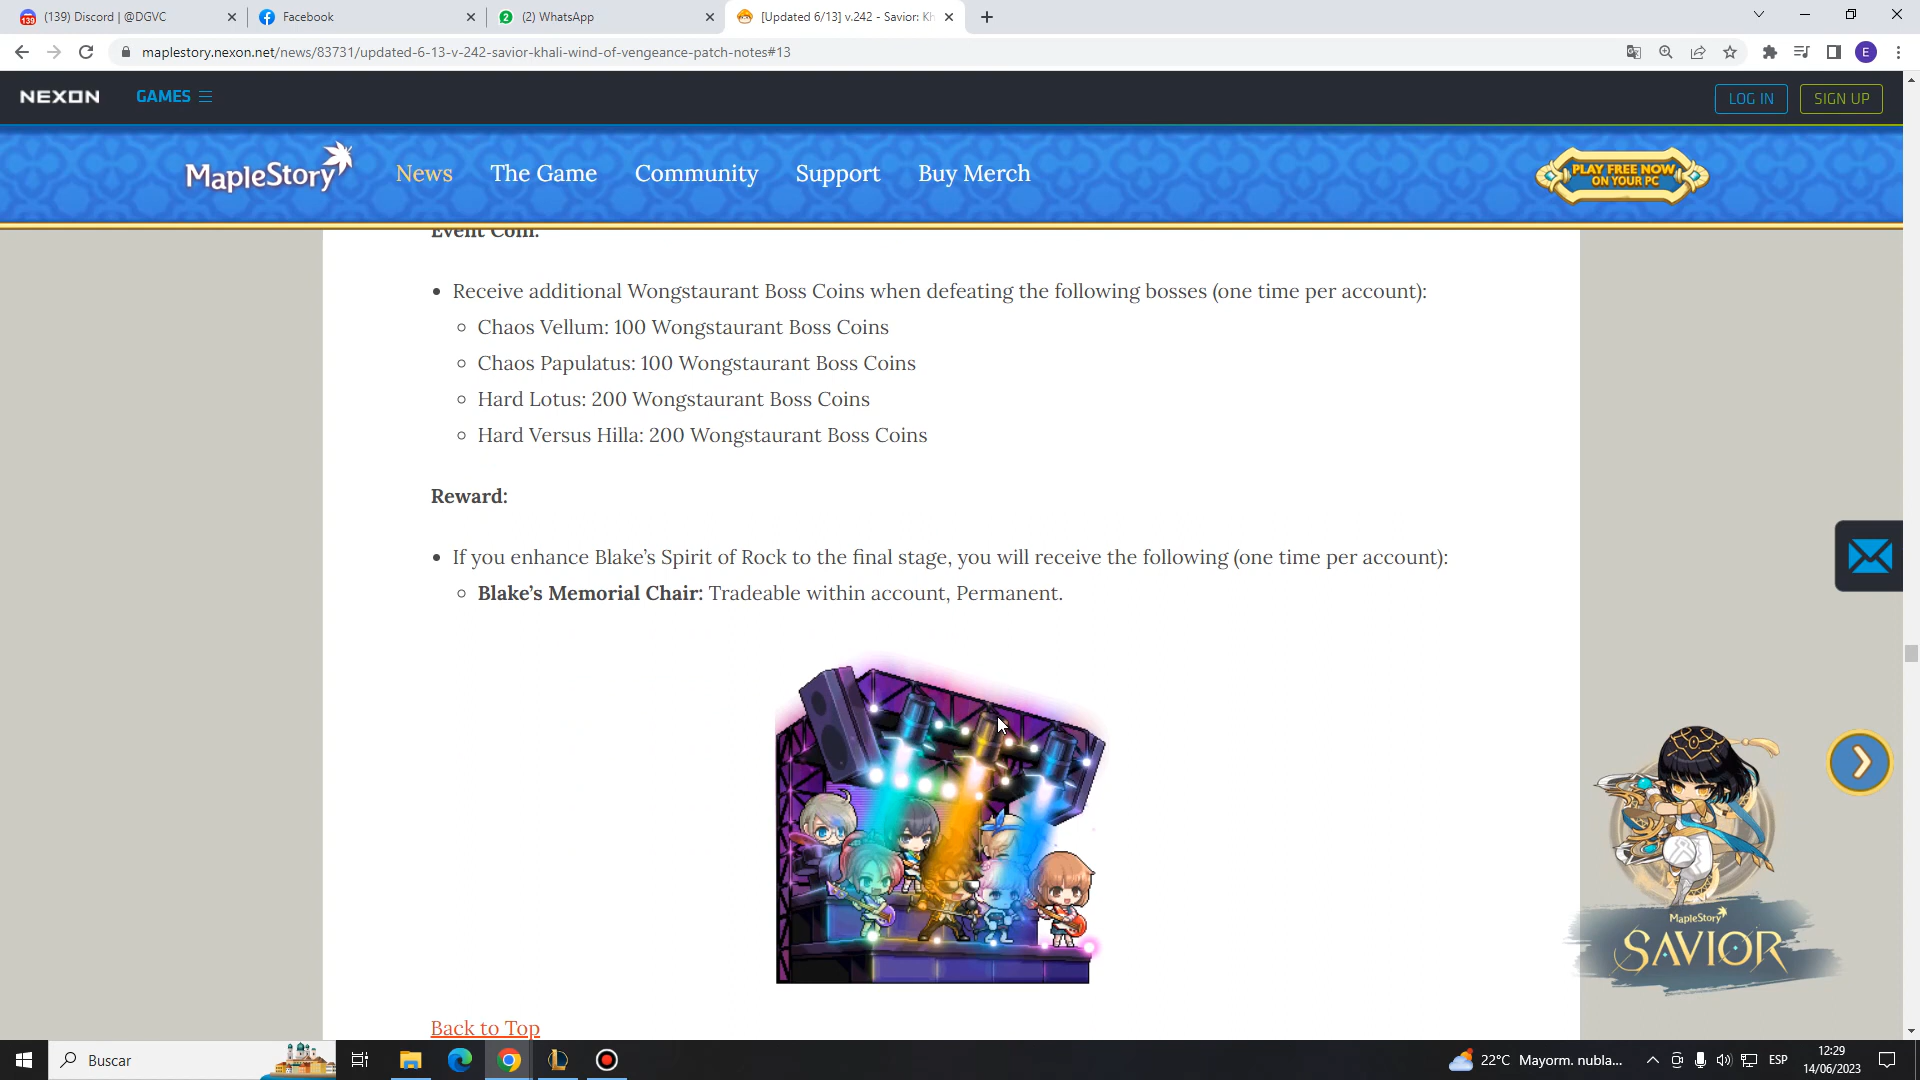 (139) Discord | @DGVC
Facebook
(2) WhatsApp
[Updated 6/13] v.242 - Savior: Kh
maplestory.nexon.net/news/83731/updated-6-13-v-242-savior-khali-wind-of-vengeance-patch-notes#13
E
NEXON
GAMES
LOG IN
SIGN UP
MapleStory
News
The Game
Community
Support
Buy Merch
PLAY FREE NOW
ON YOUR PC
Event Coin:
Receive additional Wongstaurant Boss Coins when defeating the following bosses (one time per account):
Chaos Vellum: 100 Wongstaurant Boss Coins
Chaos Papulatus: 100 Wongstaurant Boss Coins
Hard Lotus: 200 Wongstaurant Boss Coins
Hard Versus Hilla: 200 Wongstaurant Boss Coins
Reward:
If you enhance Blake’s Spirit of Rock to the final stage, you will receive the following (one time per account):
Blake’s Memorial Chair: Tradeable within account, Permanent.
MapleStory
SAVIOR
Back to Top
Buscar
22°C Mayorm. nubla...
ESP
12:29
14/06/2023